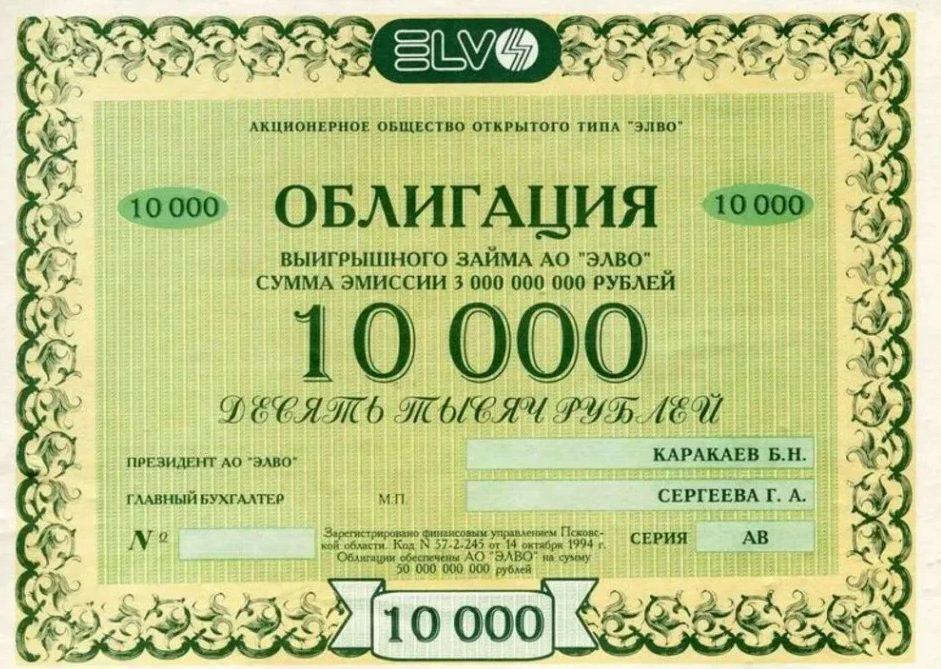 ELVO
АКЦИОНЕРНОЕ ОБЩЕСТВО ОТКРЫТОГО ТИПА "ЭЛВО"
10 000
ОБЛИГАЦИЯ
10 000
ВЫИГРЫШНОГО ЗАЙМА АО "ЭЛВО"
СУММА ЭМИССИИ 3 000 000 000 РУБЛЕЙ
10 000
ДЕСЯТЬ ТЫСЯЧ РУБЛЕЙ
ПРЕЗИДЕНТ АО "ЭЛВО"
КАРАКАЕВ Б.Н.
ГЛАВНЫЙ БУХГАЛТЕР
М.П.
СЕРГЕЕВА Г. А.
№
Зарегистрировано финансовым управлением Псковс-
кой области. Код N 57-2-245 от 14 октября 1994 г.
Облигации обеспечены АО "ЭЛВО" на сумму
50 000 000 000 рублей
СЕРИЯ
АВ
10 000